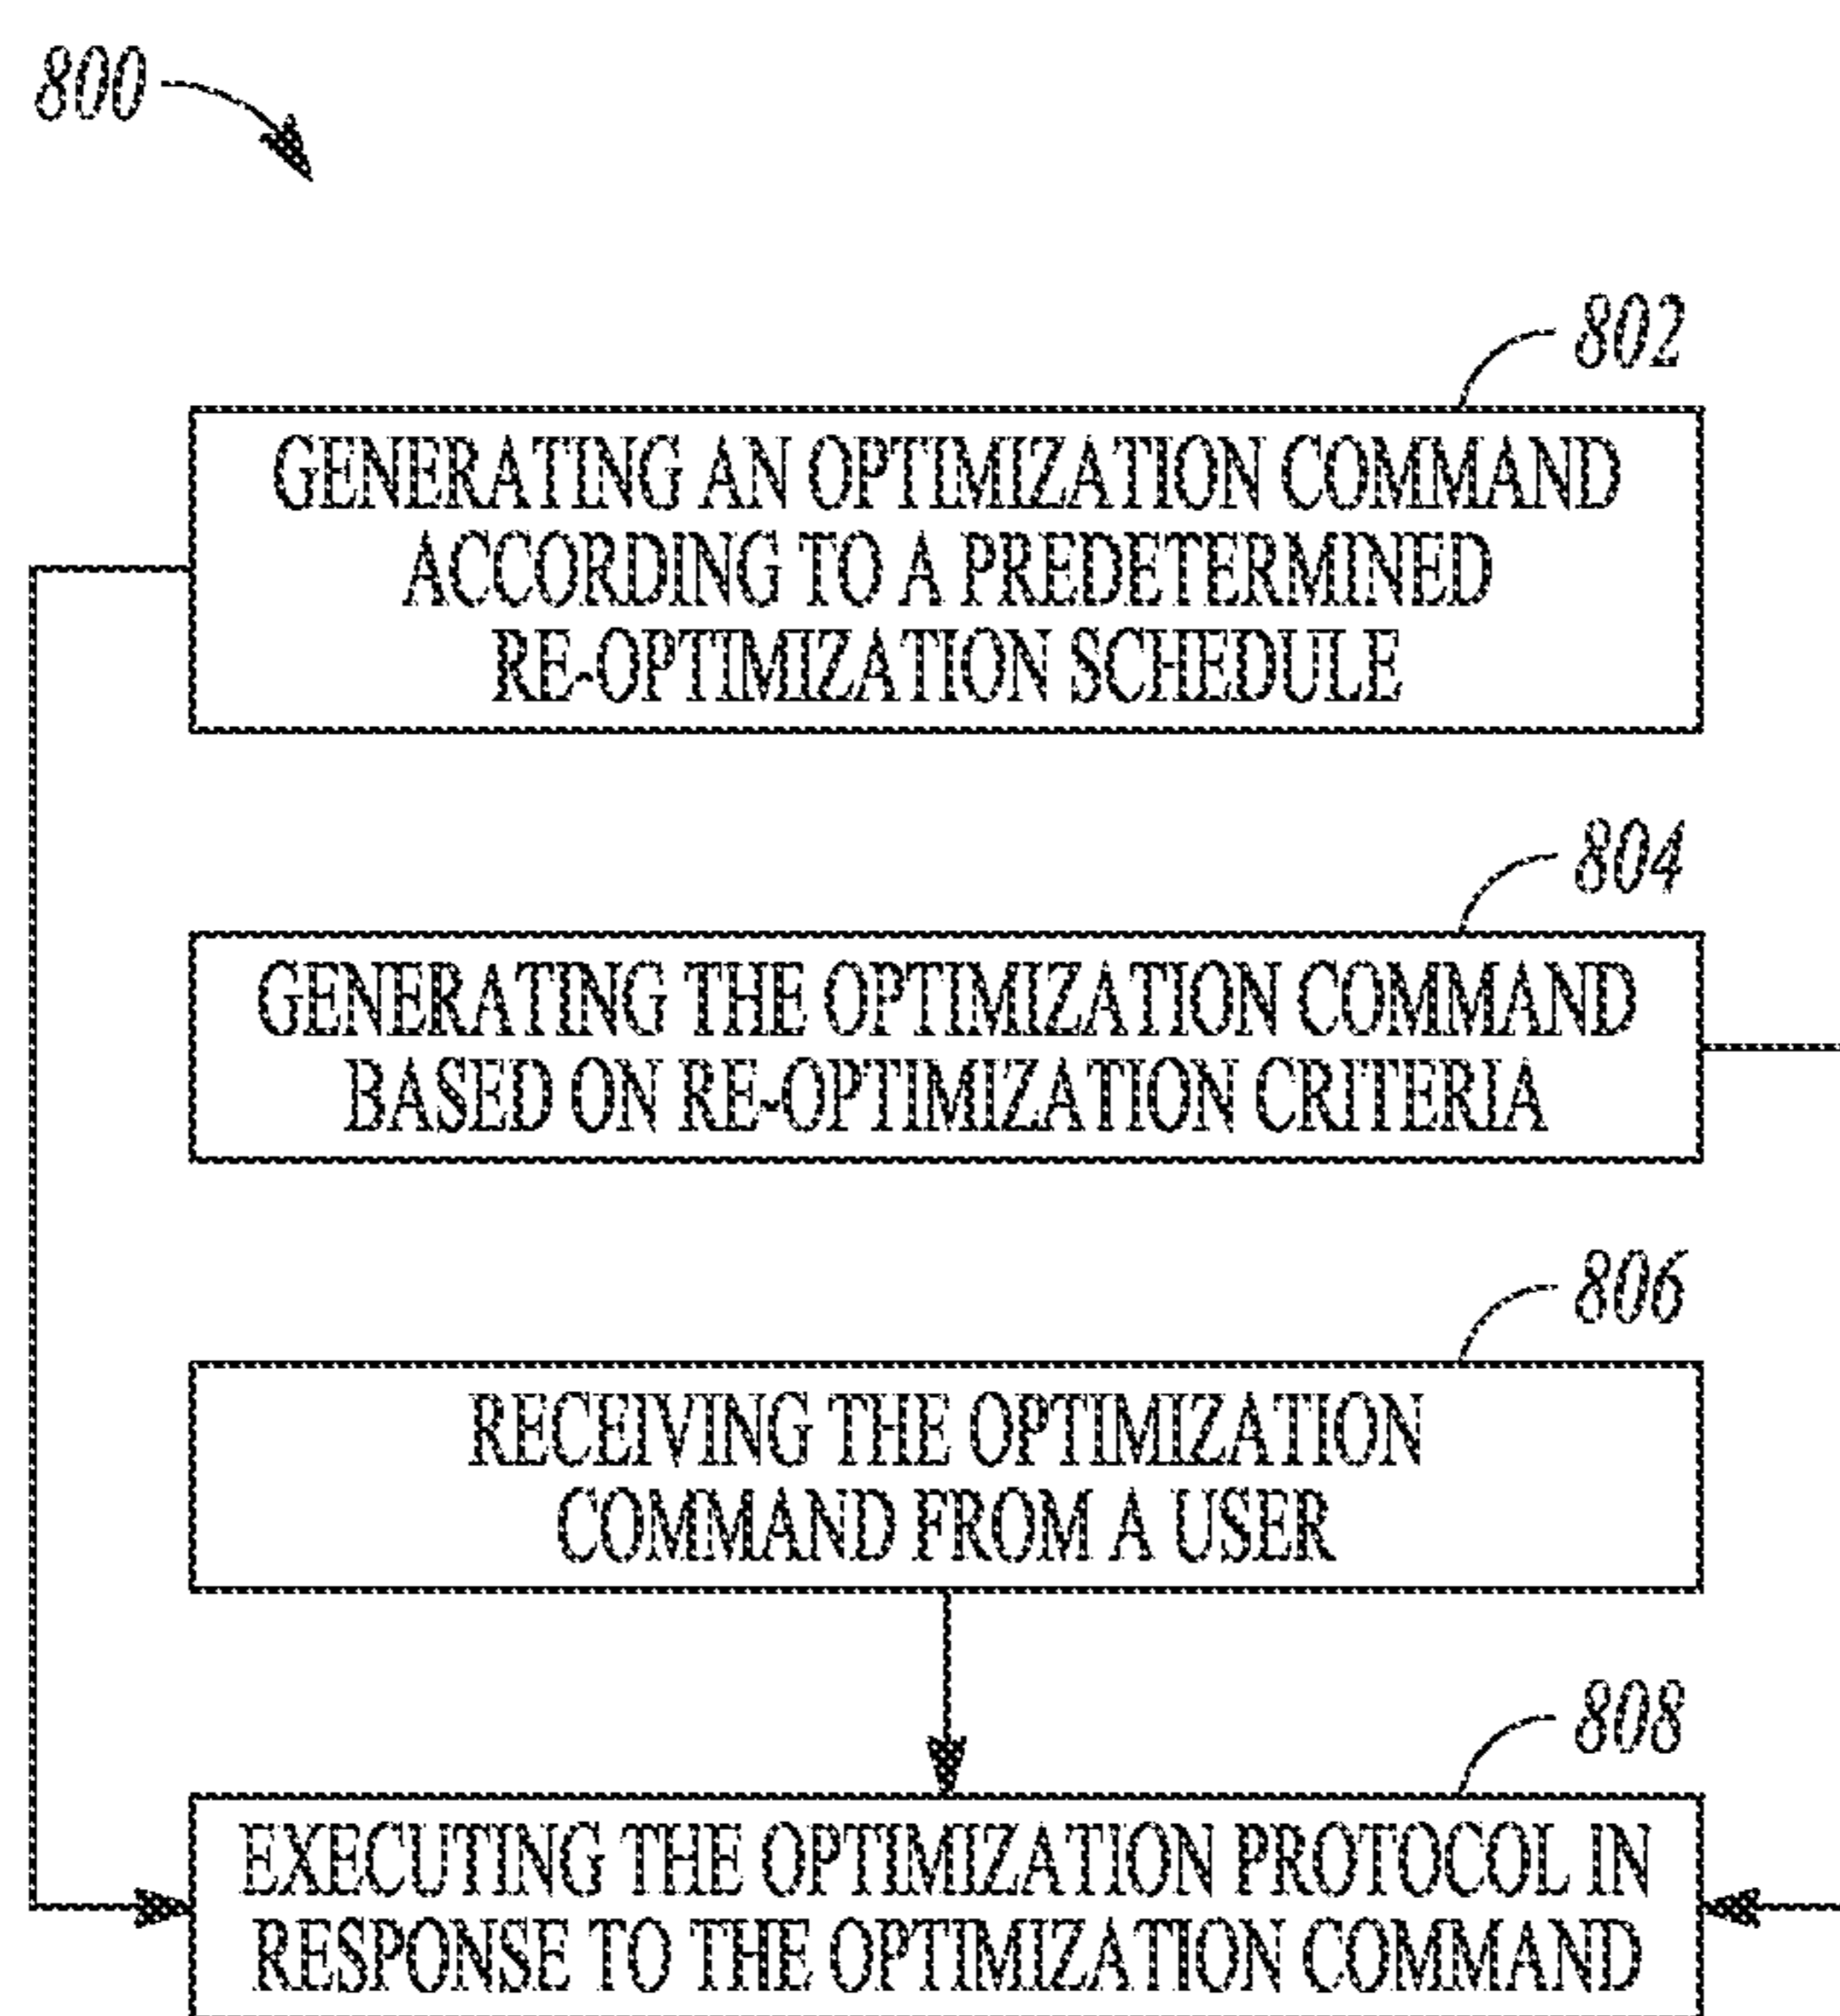 800
802
GENERATING AN OPTIMIZATION COMMAND
ACCORDING TO A PREDETERMINED
RE-OPTIMIZATION SCHEDULE
804
GENERATING THE OPTIMIZATION COMMAND
BASED ON RE-OPTIMIZATION CRITERIA
806
RECEIVING THE OPTIMIZATION
COMMAND FROM A USER
808
EXECUTING THE OPTIMIZATION PROTOCOL IN
RESPONSE TO THE OPTIMIZATION COMMAND